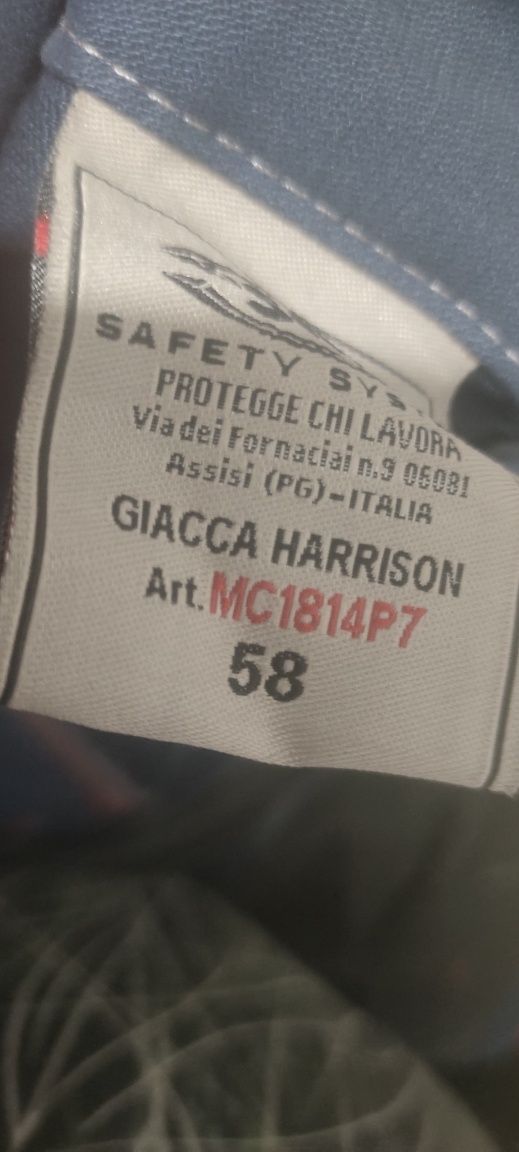 SAFETY SYS
PROTEGGE CHI LAVORA
Via dei Fornaciai n.9 06081
Assisi (PG)-ITALIA
GIACCA HARRISON
Art. MC1814P7
58